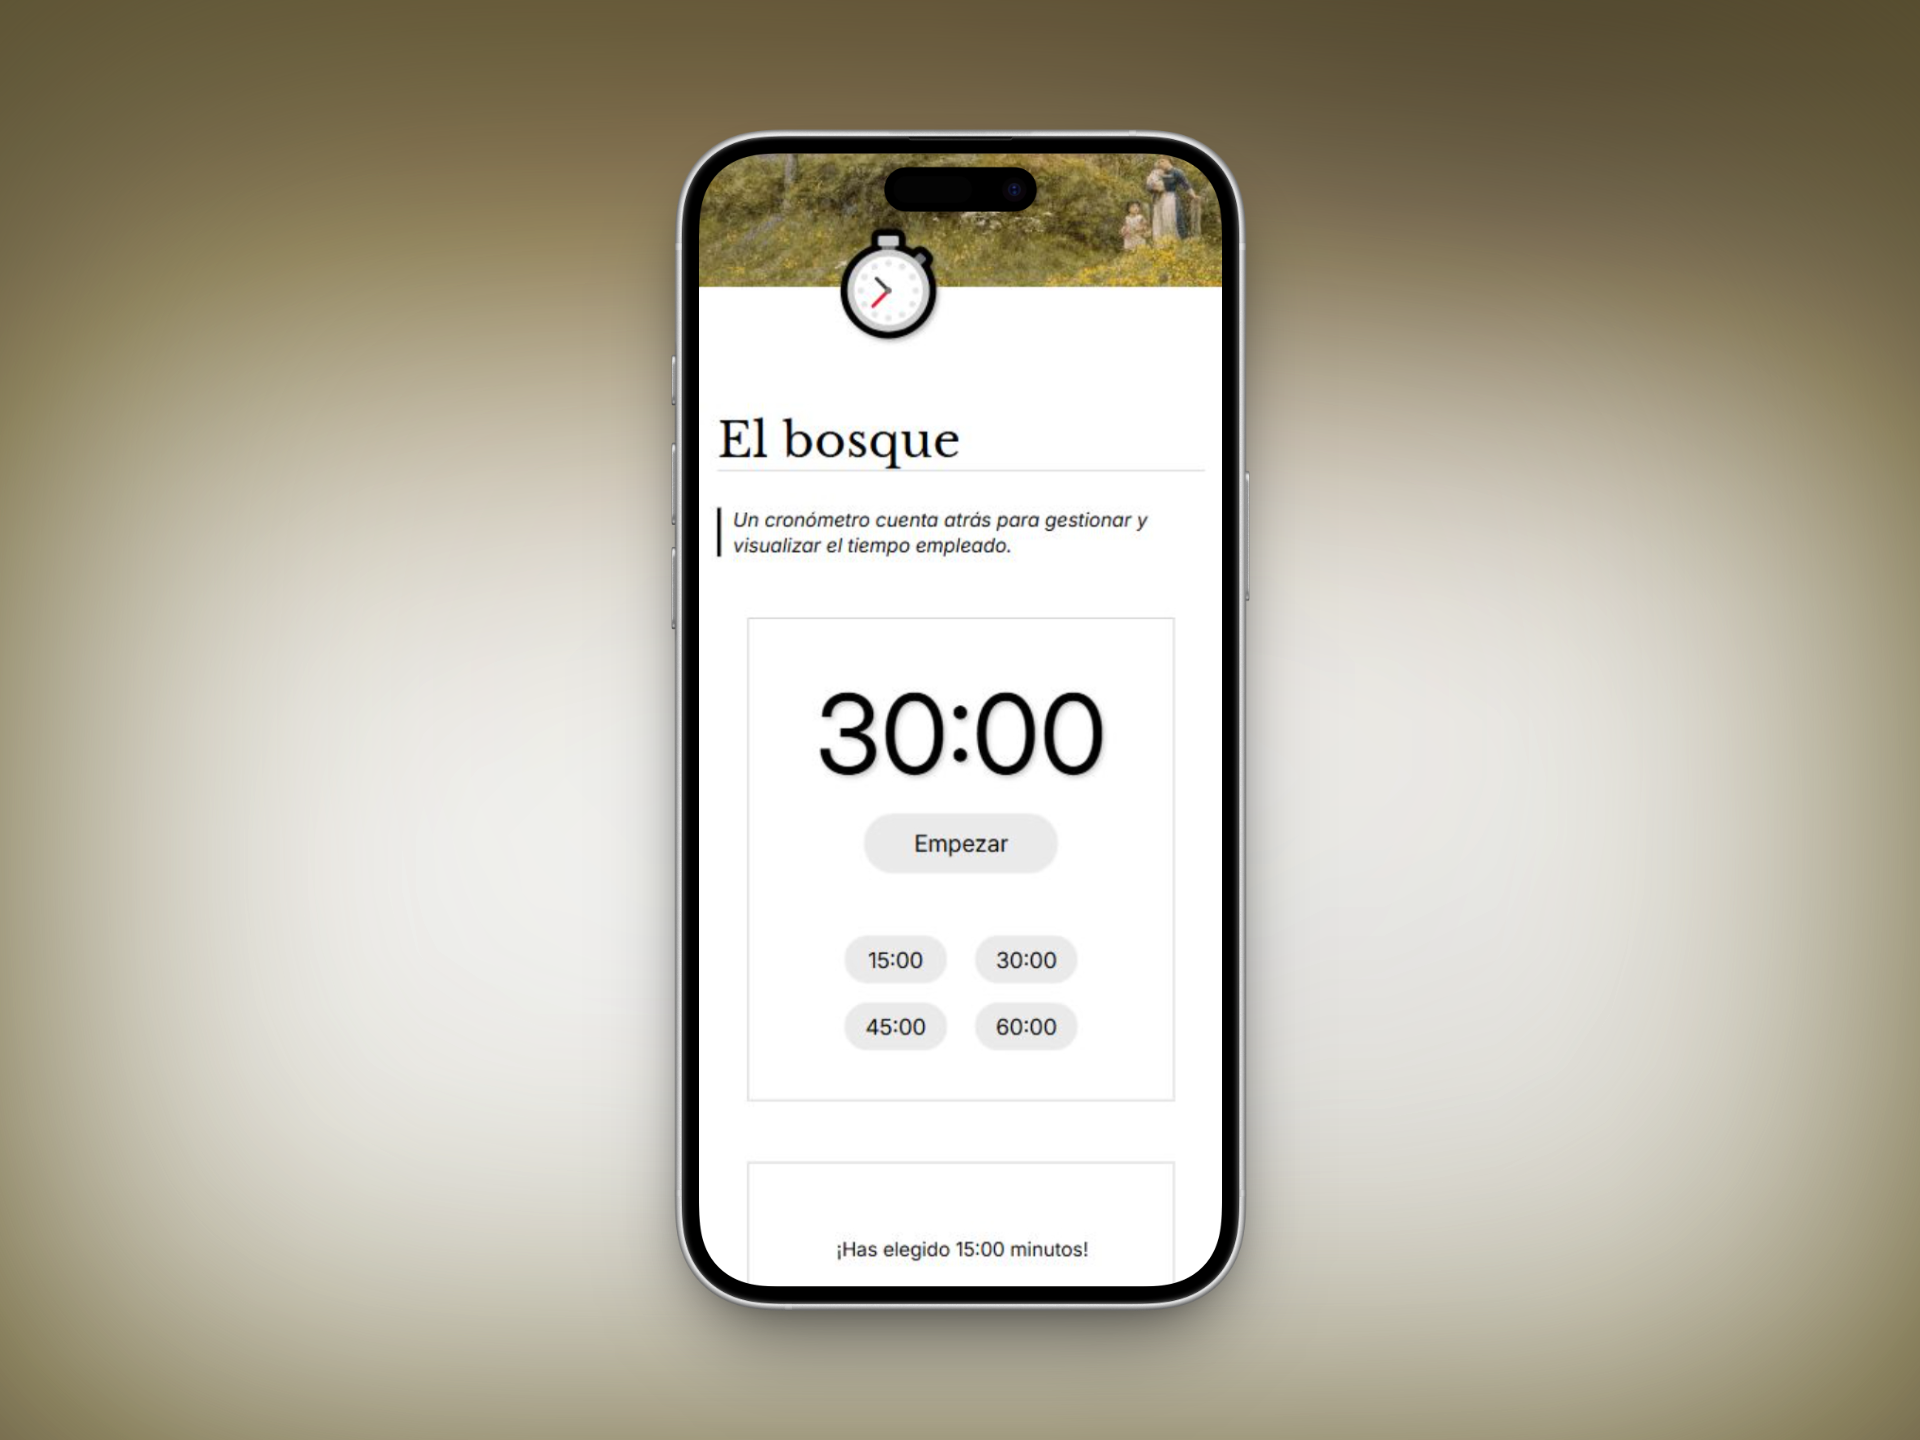 El bosque
Un cronómetro cuenta atrás para gestionar y
visualizar el tiempo empleado.
30:00
Empezar
15:00 30:00
45:00 60:00
¡Has elegido 15:00 minutos!